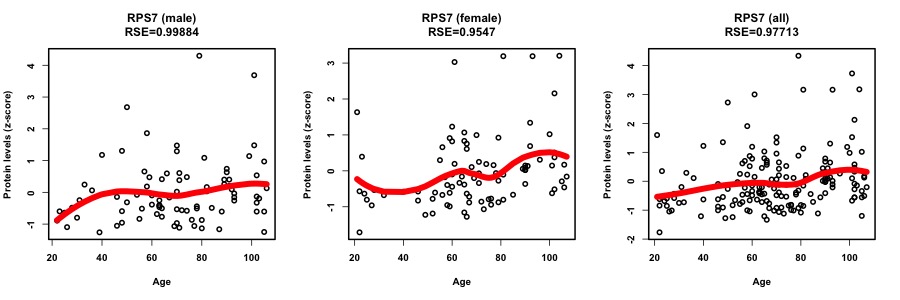 RPS7 (male)
RSE=0.99884
Protein levels (z-score)
4
3
2
1
0
-1
20
40
60
80
100
Age
RPS7 (female)
RSE=0.9547
Protein levels (z-score)
3
2
1
0
-1
20
40
60
80
100
Age
RPS7 (all)
RSE=0.97713
Protein levels (z-score)
4
3
2
1
0
-1
-2
20
40
60
80
100
Age